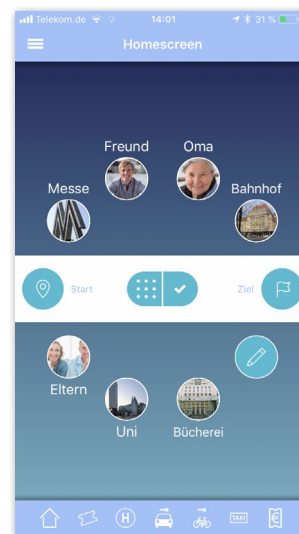 Telekom.de 14:01 31 %
Homescreen
Freund Oma
Messe Bahnhof
Start Ziel
Eltern
Uni Bücherei
H TAXI €